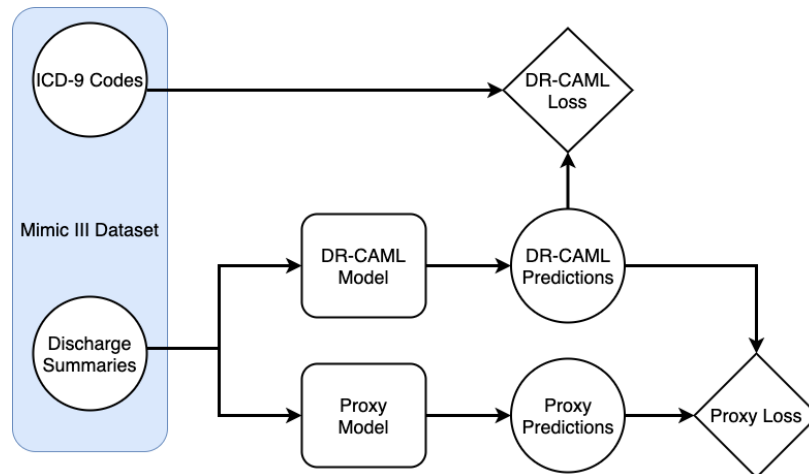 ICD-9 Codes
DR-CAML
Loss
Mimic III Dataset
DR-CAML
Model
DR-CAML
Predictions
Discharge
Summaries
Proxy
Model
Proxy
Predictions
Proxy Loss